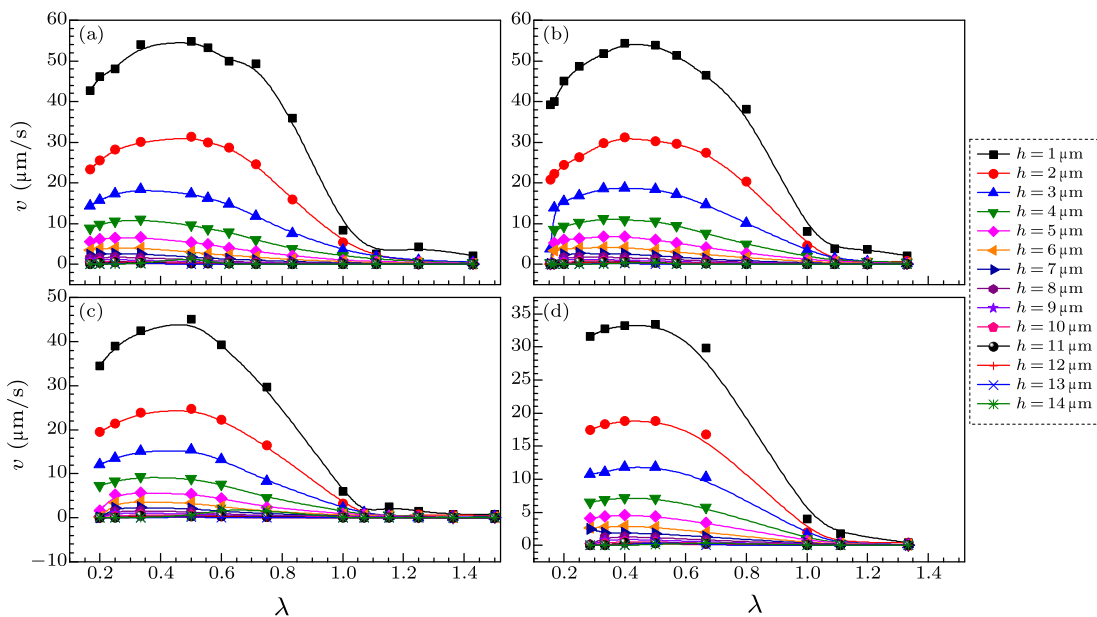 (a)
60
50
40
30
20
10
0
v (µm/s)
(b)
60
50
40
30
20
10
0
h = 1 µm
h = 2 µm
h = 3 µm
h = 4 µm
h = 5 µm
h = 6 µm
h = 7 µm
h = 8 µm
h = 9 µm
h = 10 µm
h = 11 µm
h = 12 µm
h = 13 µm
h = 14 µm
(c)
50
40
30
20
10
0
−10
v (µm/s)
0.2 0.4 0.6 0.8 1.0 1.2 1.4
λ
(d)
35
30
25
20
15
10
5
0
0.2 0.4 0.6 0.8 1.0 1.2 1.4
λ